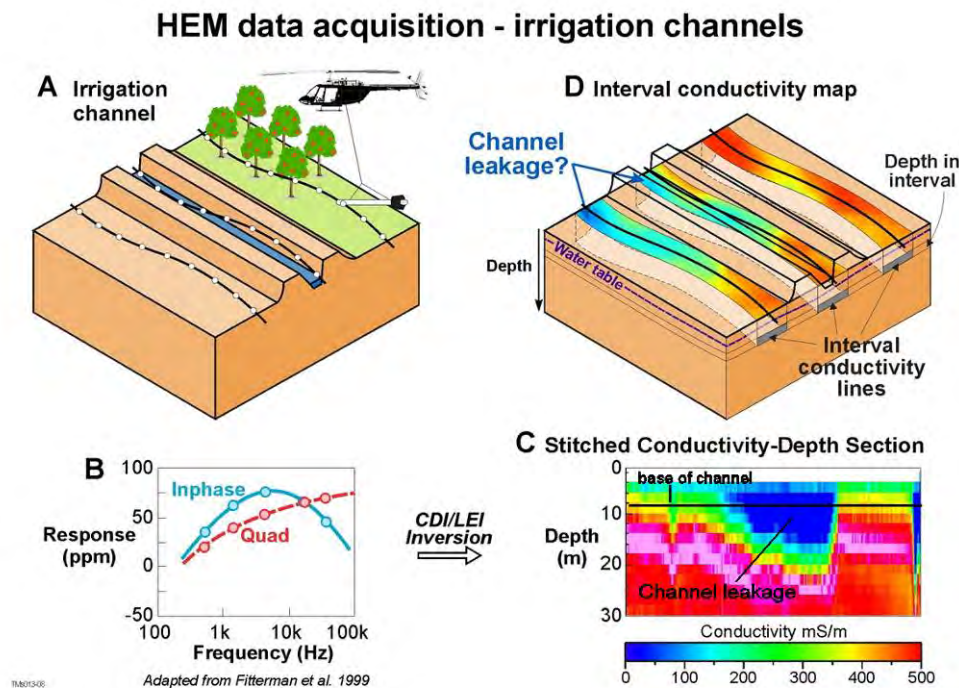 HEM data acquisition - irrigation channels
A Irrigation
channel
D Interval conductivity map
Channel
leakage?
Depth in
interval
Depth
Water table
Interval
conductivity
lines
B
100
50
0
-50
Response
(ppm)
Inphase
Quad
100 1k 10k 100k
Frequency (Hz)
Adapted from Fitterman et al. 1999
CDI/LEI
Inversion
C Stitched Conductivity-Depth Section
0
10
20
30
Depth
(m)
base of channel
Channel leakage
Conductivity mS/m
0 100 200 300 400 500